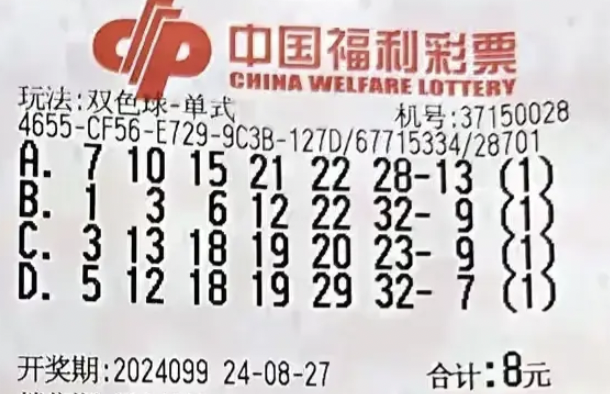 中国福利彩票
CHINA WELFARE LOTTERY
玩法:双色球-单式 机号:37150028
4655-CF56-E729-9C3B-127D/67715334/28701
A. 7 10 15 21 22 28-13 (1)
B. 1 3 6 12 22 32- 9 (1)
C. 3 13 18 19 20 23- 9 (1)
D. 5 12 18 19 29 32- 7 (1)
开奖期:2024099 24-08-27 合计:8元